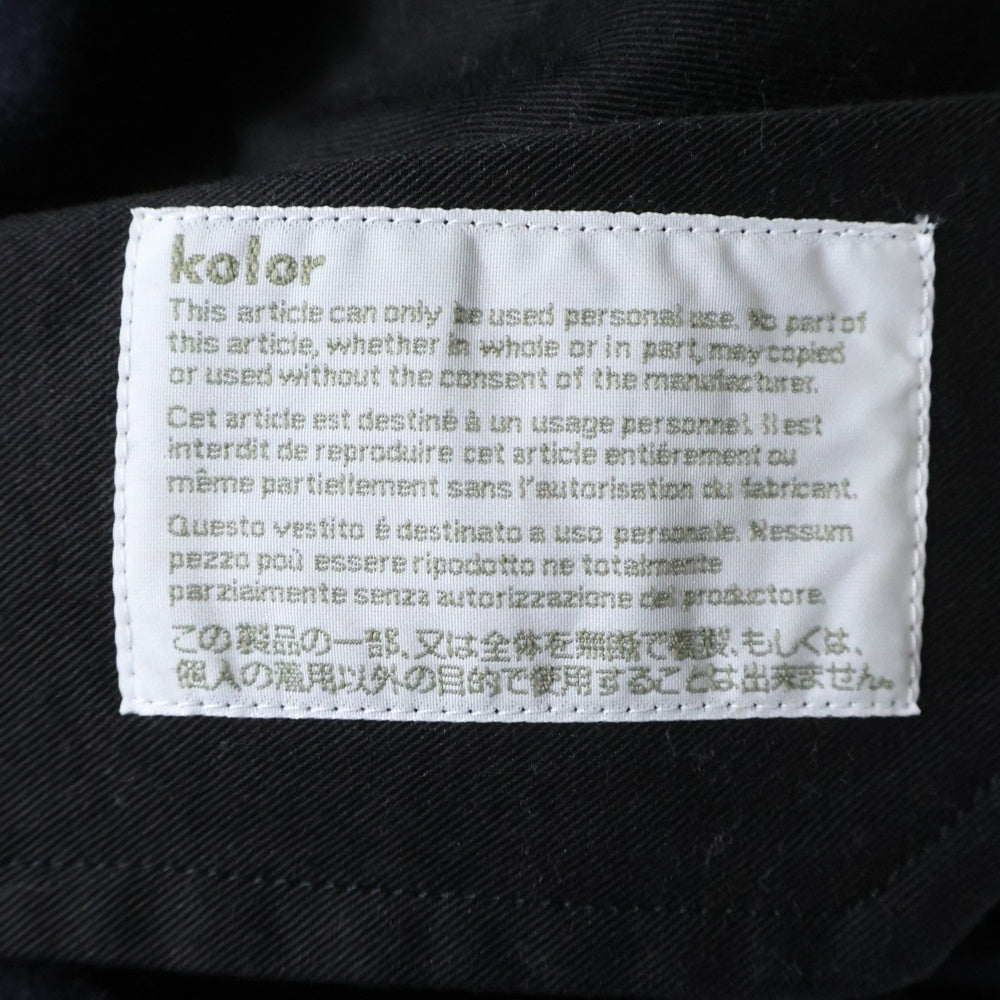 kolor
This article can only be used personal use. No part of
this article, whether in whole or in part, may copied
or used without the consent of the manufacturer.
Cet article est destiné à un usage personnel. Il est
interdit de reproduire cet article entiérement ou
même partiellement sans l'autorisation du fabricant.
Questo vestito é destinato a uso personale. Nessum
pezzo poù essere ripodotto ne totalmente
parzialmente senza autorizzazione del productore.
この製品の一部、又は全体を無断で複製、もしくは、
個人の着用以外の目的で使用することは出来ません。